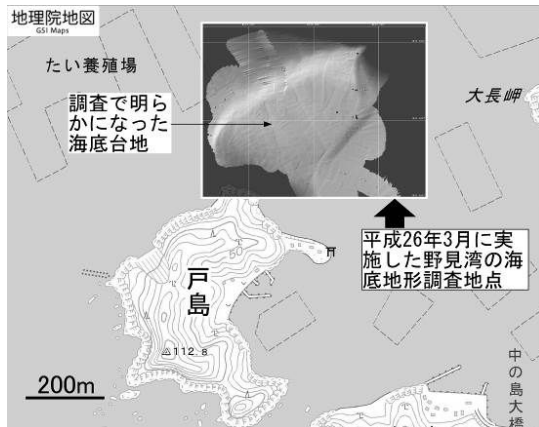 地理院地図
GSI Maps
たい養殖場
調査で明ら
かになった
海底台地
大長岬
平成26年3月に実
施した野見湾の海
底地形調査地点
戸島
112.8
200m
中の島大橋